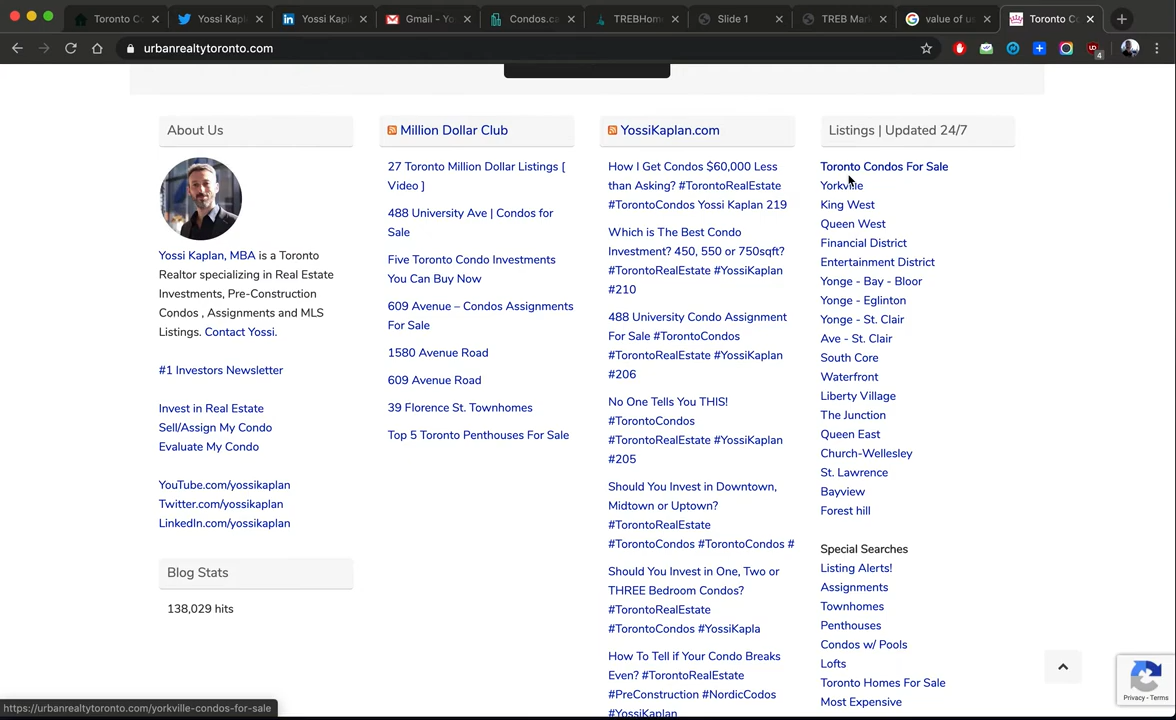 Toronto Co
Yossi Kapl
Yossi Kapl
Gmail - Yo
Condos.ca
TREBHome
Slide 1
TREB Mark
value of us
Toronto Co
urbanrealtytoronto.com
4
About Us
Yossi Kaplan, MBA is a Toronto
Realtor specializing in Real Estate
Investments, Pre-Construction
Condos , Assignments and MLS
Listings. Contact Yossi.
#1 Investors Newsletter
Invest in Real Estate
Sell/Assign My Condo
Evaluate My Condo
YouTube.com/yossikaplan
Twitter.com/yossikaplan
LinkedIn.com/yossikaplan
Blog Stats
138,029 hits
Million Dollar Club
27 Toronto Million Dollar Listings [
Video ]
488 University Ave | Condos for
Sale
Five Toronto Condo Investments
You Can Buy Now
609 Avenue – Condos Assignments
For Sale
1580 Avenue Road
609 Avenue Road
39 Florence St. Townhomes
Top 5 Toronto Penthouses For Sale
YossiKaplan.com
How I Get Condos $60,000 Less
than Asking? #TorontoRealEstate
#TorontoCondos Yossi Kaplan 219
Which is The Best Condo
Investment? 450, 550 or 750sqft?
#TorontoRealEstate #YossiKaplan
#210
488 University Condo Assignment
For Sale #TorontoCondos
#TorontoRealEstate #YossiKaplan
#206
No One Tells You THIS!
#TorontoCondos
#TorontoRealEstate #YossiKaplan
#205
Should You Invest in Downtown,
Midtown or Uptown?
#TorontoRealEstate
#TorontoCondos #TorontoCondos #
Should You Invest in One, Two or
THREE Bedroom Condos?
#TorontoRealEstate
#TorontoCondos #YossiKapla
How To Tell if Your Condo Breaks
Even? #TorontoRealEstate
#PreConstruction #NordicCodos
#YossiKaplan
Listings | Updated 24/7
Toronto Condos For Sale
Yorkville
King West
Queen West
Financial District
Entertainment District
Yonge - Bay - Bloor
Yonge - Eglinton
Yonge - St. Clair
Ave - St. Clair
South Core
Waterfront
Liberty Village
The Junction
Queen East
Church-Wellesley
St. Lawrence
Bayview
Forest hill
Special Searches
Listing Alerts!
Assignments
Townhomes
Penthouses
Condos w/ Pools
Lofts
Toronto Homes For Sale
Most Expensive
Privacy - Terms
https://urbanrealtytoronto.com/yorkville-condos-for-sale